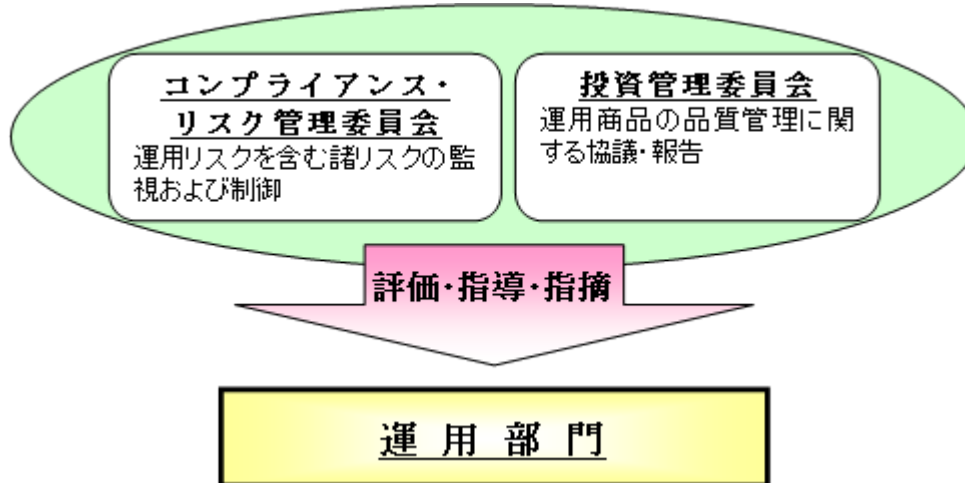 コンプライアンス・
リスク管理委員会
運用リスクを含む諸リスクの監
視および制御
投資管理委員会
運用商品の品質管理に関
する協議・報告
評価・指導・指摘
運用部門